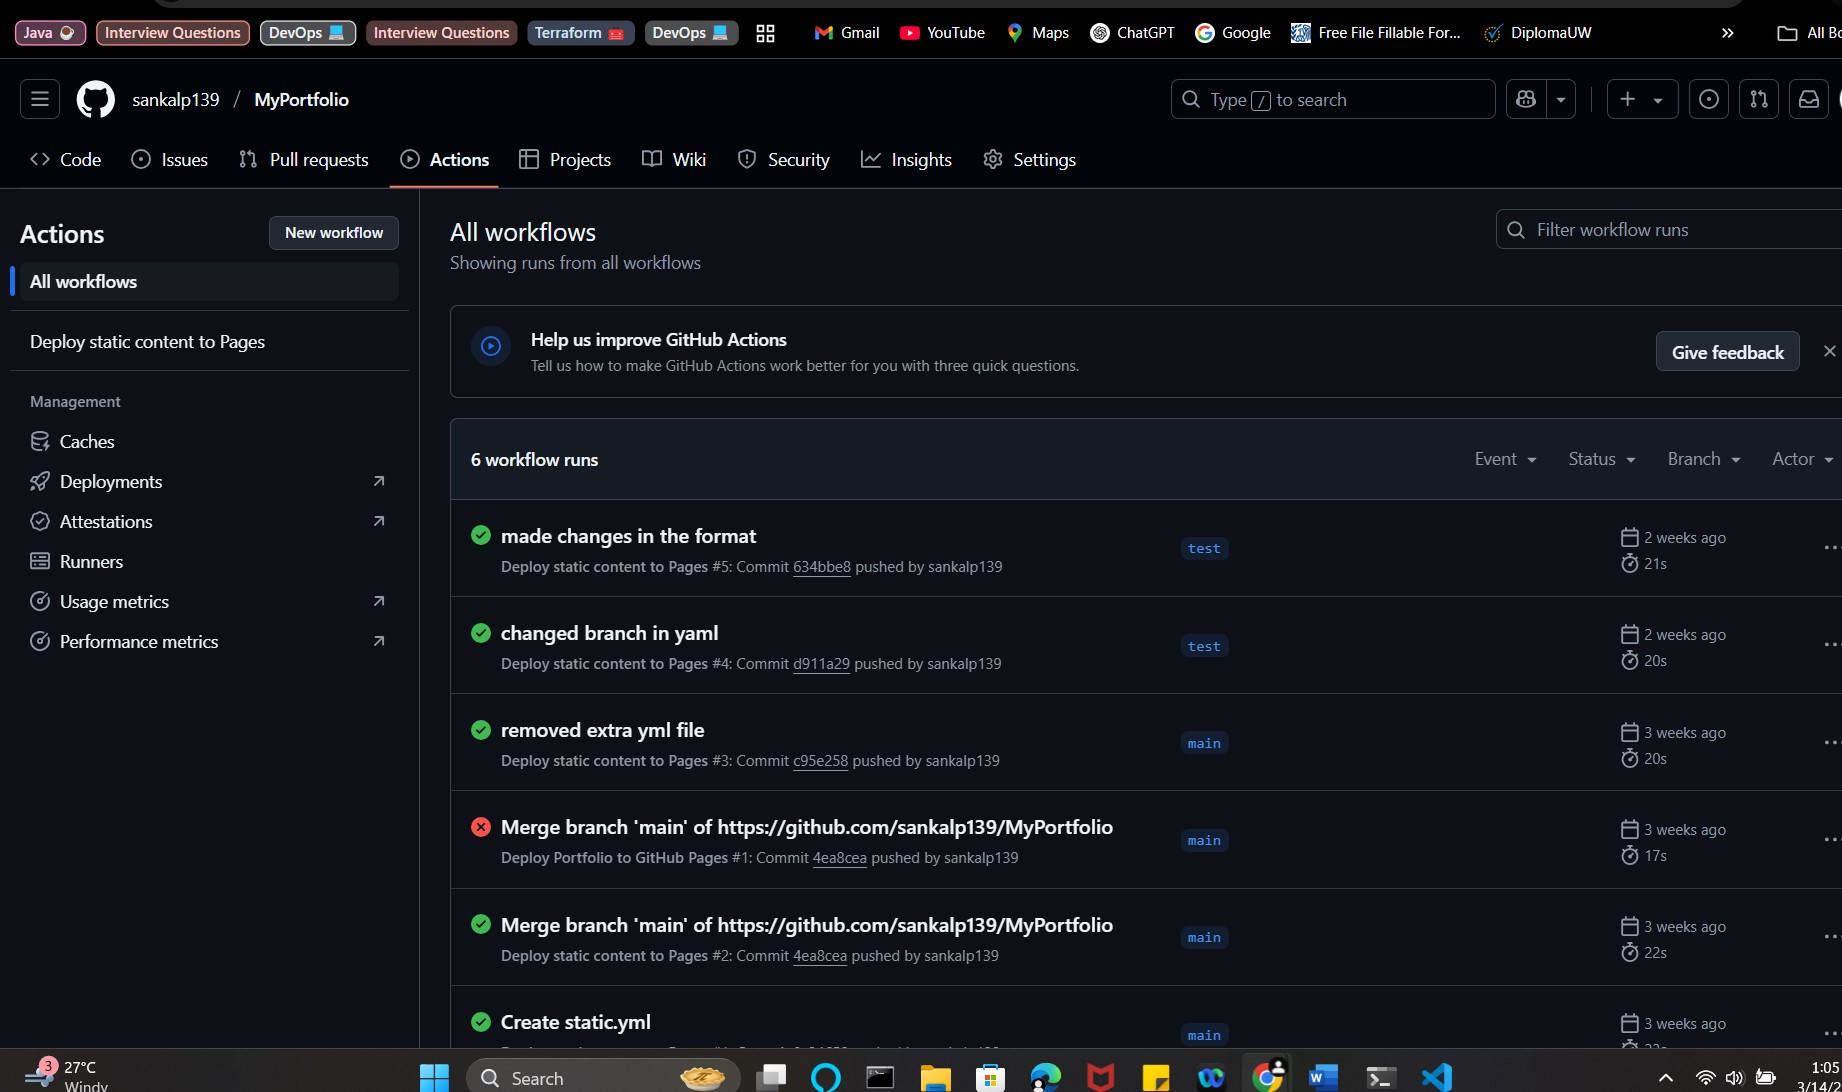 Java Interview Questions DevOps Interview Questions Terraform DevOps Gmail YouTube Maps ChatGPT Google Free File Fillable For... DiplomaUW All Bo
sankalp139 / MyPortfolio Type / to search
Code Issues Pull requests Actions Projects Wiki Security Insights Settings
Actions
New workflow
All workflows
Deploy static content to Pages
Management
Caches
Deployments
Attestations
Runners
Usage metrics
Performance metrics
All workflows
Showing runs from all workflows
Filter workflow runs
Help us improve GitHub Actions
Tell us how to make GitHub Actions work better for you with three quick questions.
Give feedback
6 workflow runs
Event Status Branch Actor
made changes in the format
Deploy static content to Pages #5: Commit 634bbe8 pushed by sankalp139
test
2 weeks ago
21s
changed branch in yaml
Deploy static content to Pages #4: Commit d911a29 pushed by sankalp139
test
2 weeks ago
20s
removed extra yml file
Deploy static content to Pages #3: Commit c95e258 pushed by sankalp139
main
3 weeks ago
20s
Merge branch 'main' of https://github.com/sankalp139/MyPortfolio
Deploy Portfolio to GitHub Pages #1: Commit 4ea8cea pushed by sankalp139
main
3 weeks ago
17s
Merge branch 'main' of https://github.com/sankalp139/MyPortfolio
Deploy static content to Pages #2: Commit 4ea8cea pushed by sankalp139
main
3 weeks ago
22s
Create static.yml
main
3 weeks ago
3
27°C
Windy
Search
1:05
3/14/2